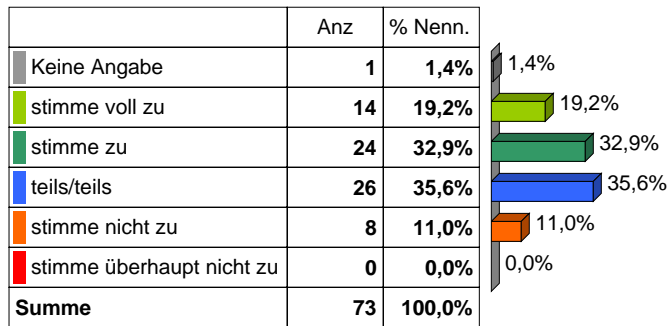 Anz % Nenn.
Keine Angabe 1 1,4% 1,4%
stimme voll zu 14 19,2% 19,2%
stimme zu 24 32,9% 32,9%
teils/teils 26 35,6% 35,6%
stimme nicht zu 8 11,0% 11,0%
stimme überhaupt nicht zu 0 0,0% 0,0%
Summe 73 100,0%